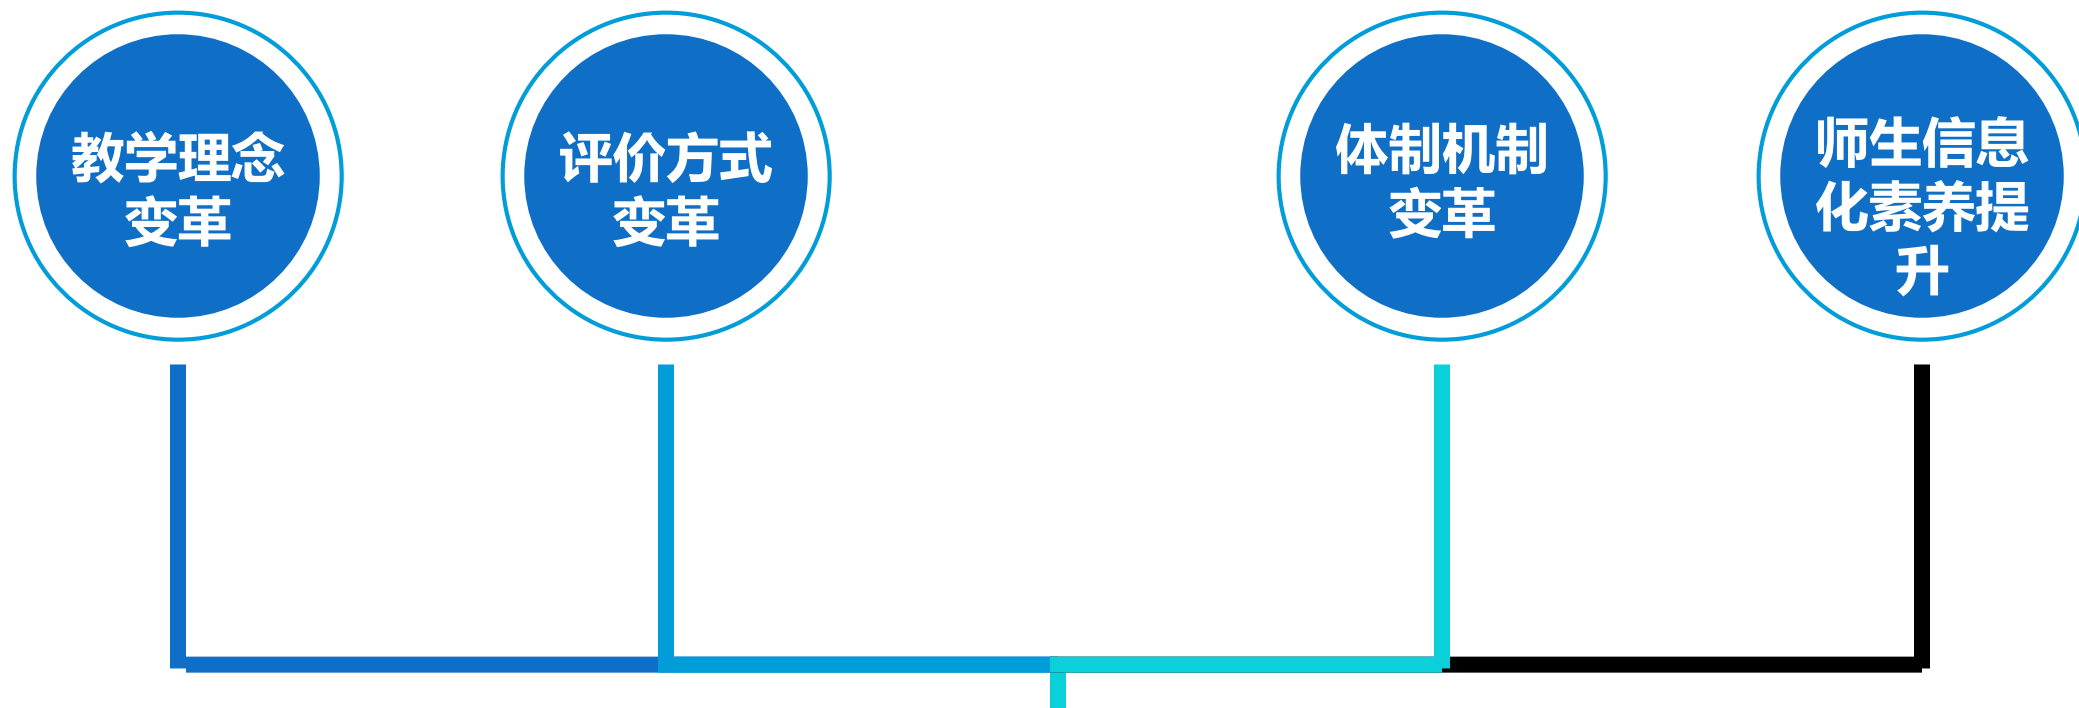 教学理念
变革
评价方式
变革
体制机制
变革
师生信息
化素养提
升